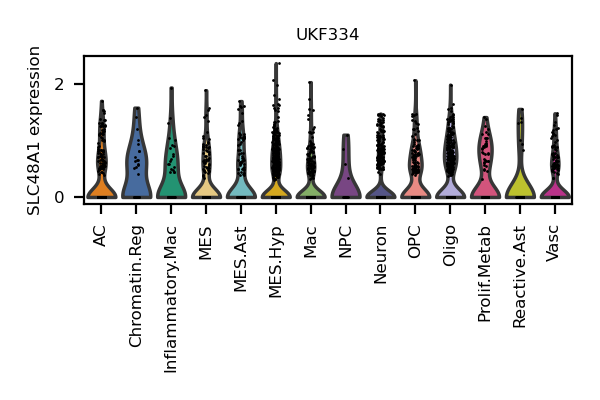 UKF334
SLC48A1 expression
2
0
AC
Chromatin.Reg
Inflammatory.Mac
MES
MES.Ast
MES.Hyp
Mac
NPC
Neuron
OPC
Oligo
Prolif.Metab
Reactive.Ast
Vasc